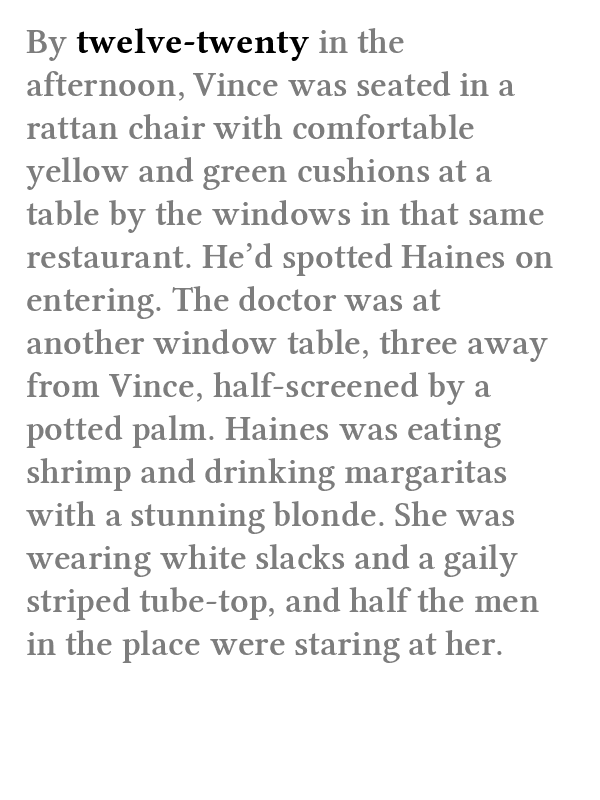 By twelve-twenty in the
afternoon, Vince was seated in a
rattan chair with comfortable
yellow and green cushions at a
table by the windows in that same
restaurant. He’d spotted Haines on
entering. The doctor was at
another window table, three away
from Vince, half-screened by a
potted palm. Haines was eating
shrimp and drinking margaritas
with a stunning blonde. She was
wearing white slacks and a gaily
striped tube-top, and half the men
in the place were staring at her.